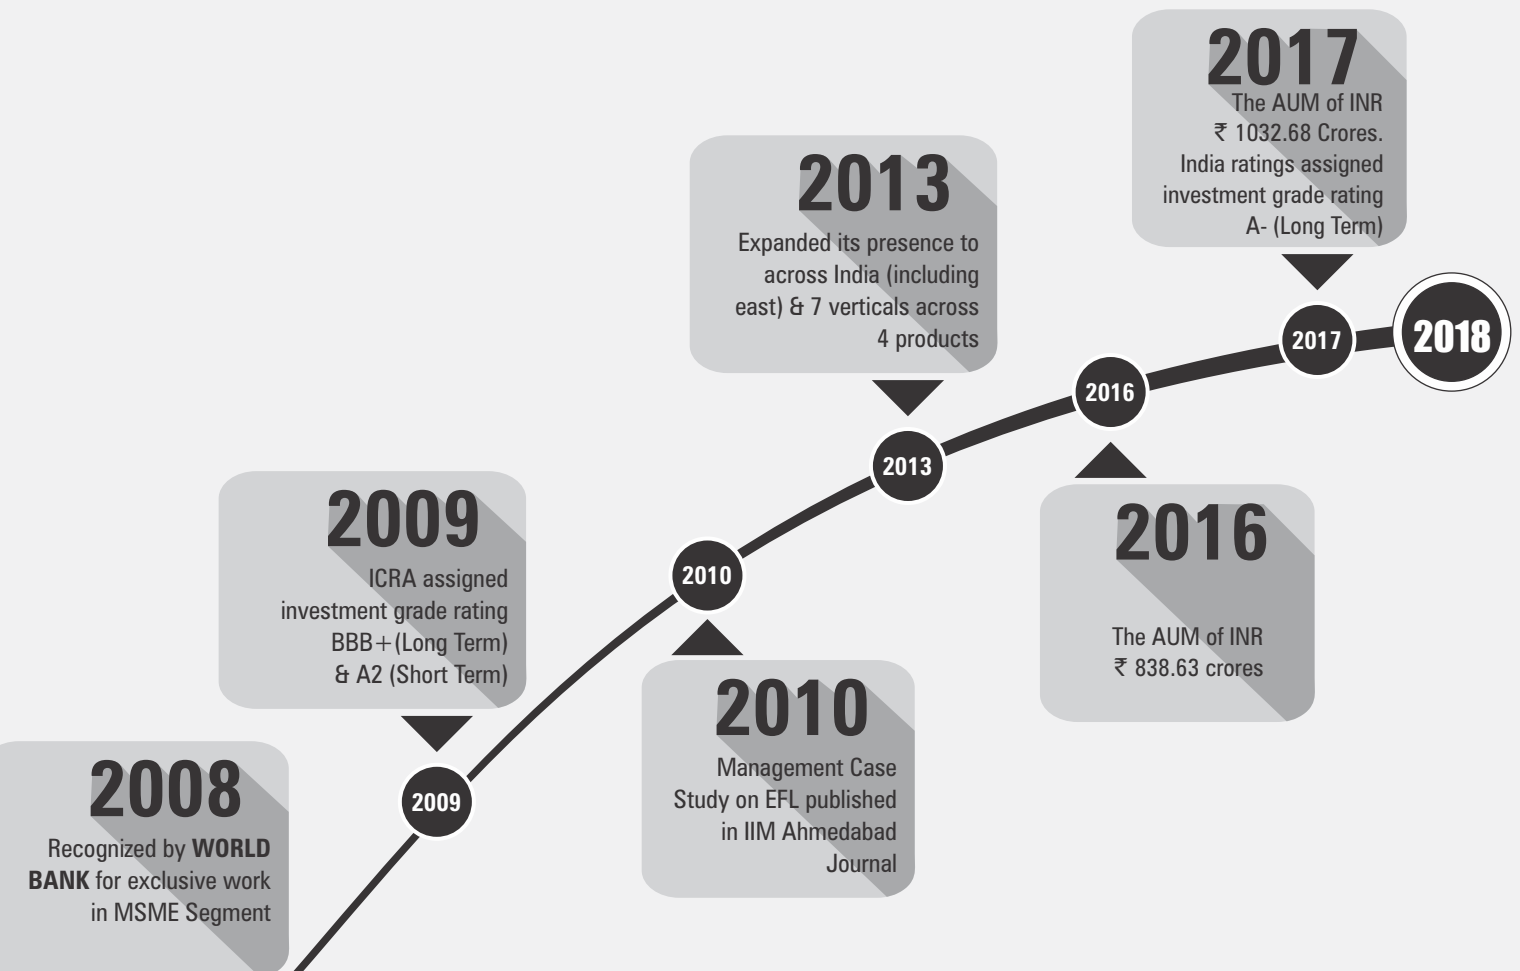 2017
The AUM of INR
₹ 1032.68 Crores.
India ratings assigned
investment grade rating
A- (Long Term)
2013
Expanded its presence to
across India (including
east) & 7 verticals across
4 products
2018
2017
2016
2013
2016
The AUM of INR
₹ 838.63 crores
2009
ICRA assigned
investment grade rating
BBB+(Long Term)
& A2 (Short Term)
2010
2010
Management Case
Study on EFL published
in IIM Ahmedabad
Journal
2009
2008
Recognized by WORLD
BANK for exclusive work
in MSME Segment